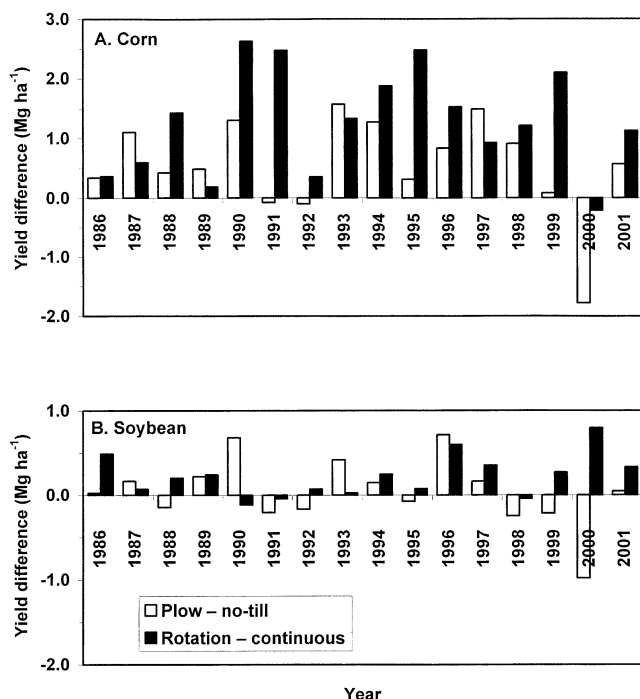 A. Corn
Yield difference (Mg ha-1)
3.0
2.0
1.0
0.0
-1.0
-2.0
1986 1987 1988 1989 1990 1991 1992 1993 1994 1995 1996 1997 1998 1999 2000 2001
B. Soybean
Yield difference (Mg ha-1)
1.0
0.0
-1.0
-2.0
1986 1987 1988 1989 1990 1991 1992 1993 1994 1995 1996 1997 1998 1999 2000 2001
Plow – no-till
Rotation – continuous
Year